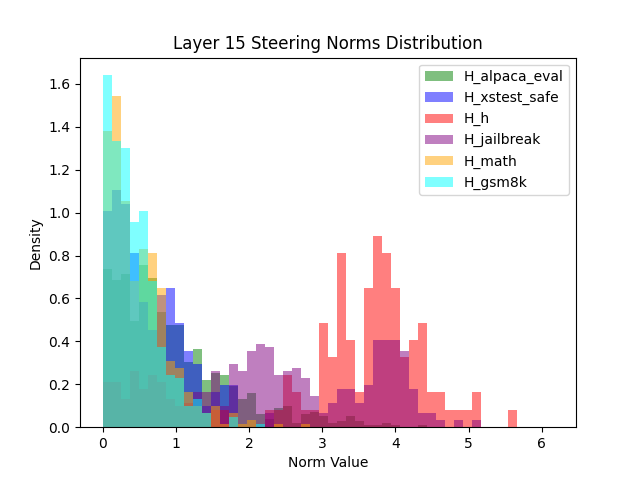 Layer 15 Steering Norms Distribution
H_alpaca_eval
H_xstest_safe
H_h
H_jailbreak
H_math
H_gsm8k
Density
1.6
1.4
1.2
1.0
0.8
0.6
0.4
0.2
0.0
0 1 2 3 4 5 6
Norm Value